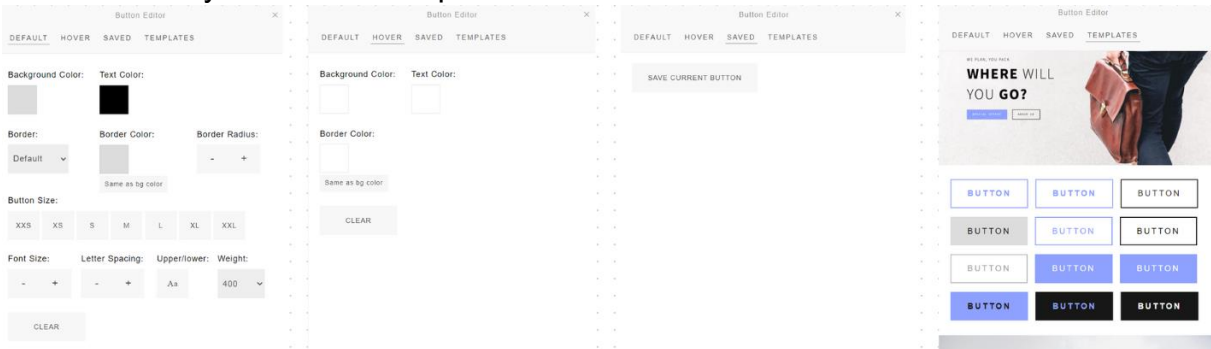 Button Editor ×
DEFAULT HOVER SAVED TEMPLATES
Background Color: Text Color:
Border: Border Color: Border Radius:
Default - +
Same as bg color
Button Size:
XXS XS S M L XL XXL
Font Size: Letter Spacing: Upper/lower: Weight:
- + - + Aa 400
CLEAR
Button Editor ×
DEFAULT HOVER SAVED TEMPLATES
Background Color: Text Color:
Border Color:
Same as bg color
CLEAR
Button Editor ×
DEFAULT HOVER SAVED TEMPLATES
SAVE CURRENT BUTTON
Button Editor
DEFAULT HOVER SAVED TEMPLATES
WE PLAN, YOU PACK
WHERE WILL
YOU GO?
BUTTON BUTTON BUTTON
BUTTON BUTTON BUTTON
BUTTON BUTTON BUTTON
BUTTON BUTTON BUTTON